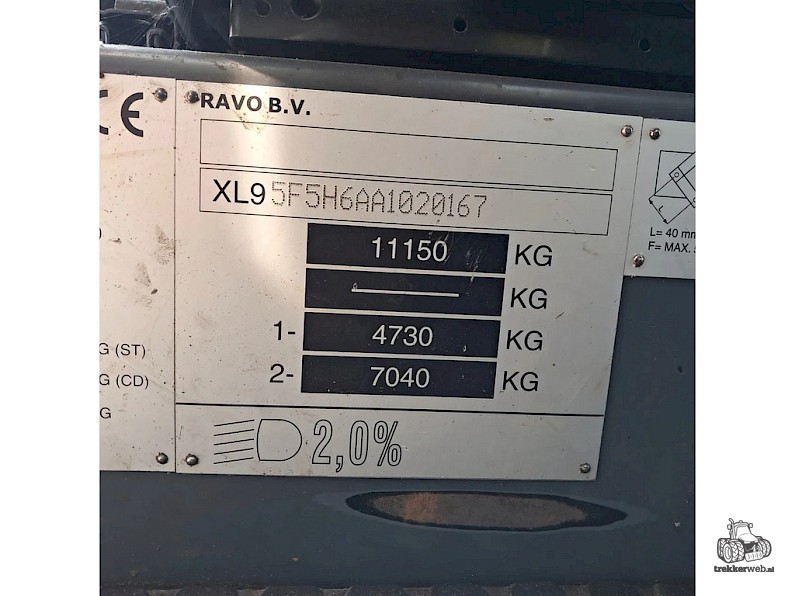 CE
RAVO B.V.
XL95F5H6AA1020167
11150 KG
KG
1- 4730 KG
2- 7040 KG
2,0%
G (ST)
G (CD)
G
L= 40 mm
F= MAX.
trekkerweb.nl